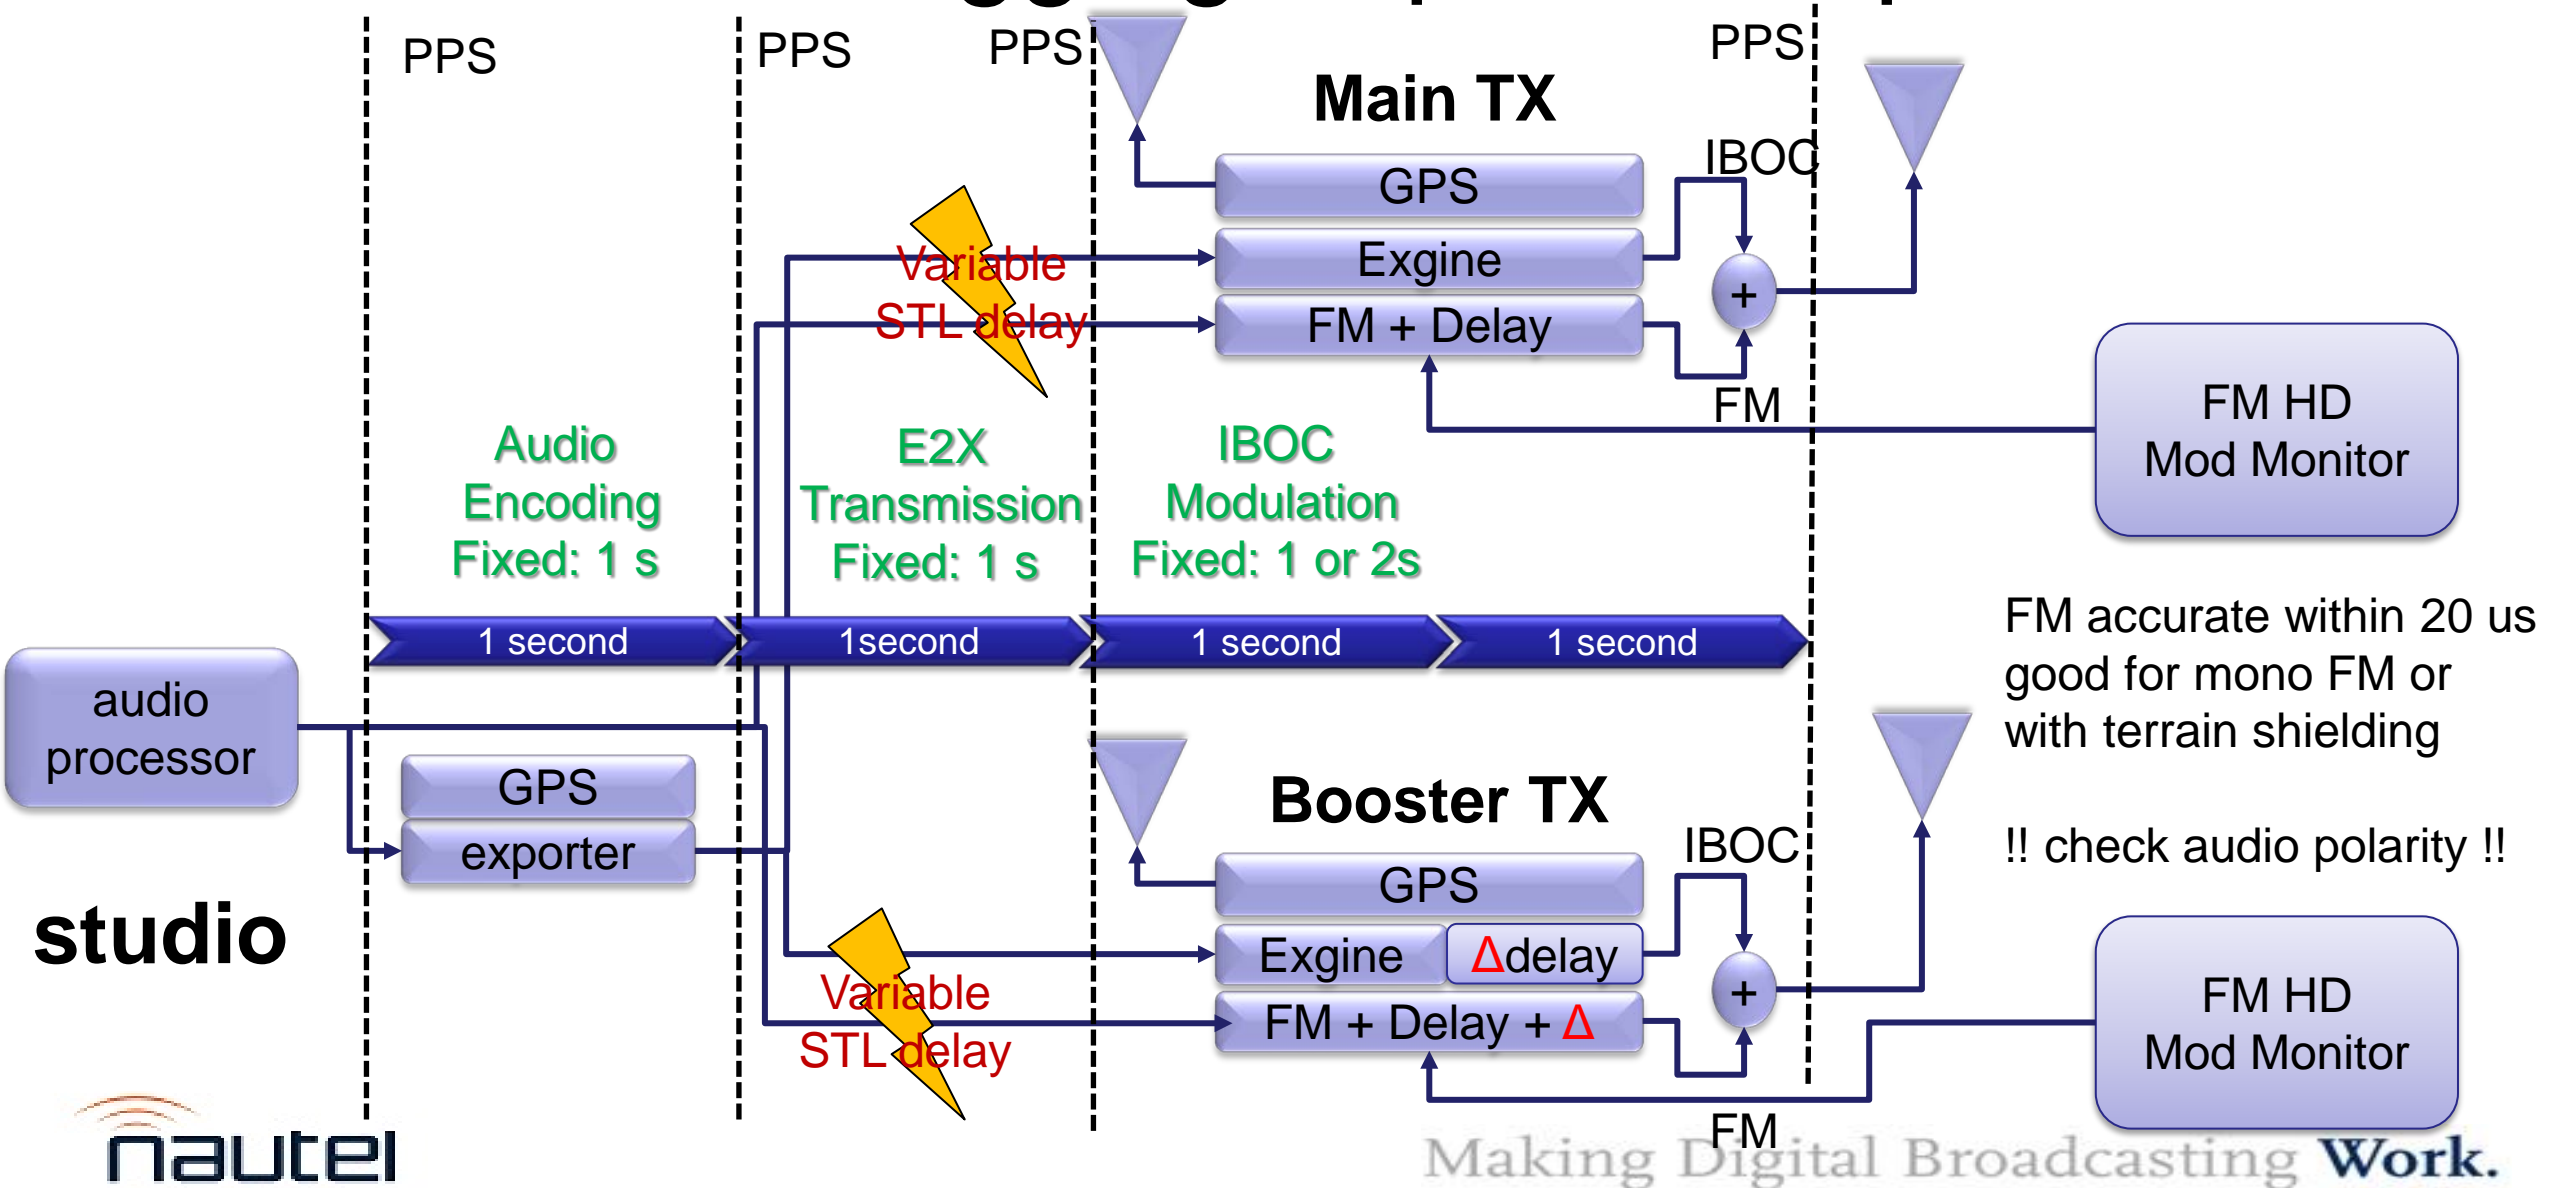 PPS
PPS
PPS
PPS
Main TX
IBOC
GPS
Exgine
FM + Delay
+
FM
Variable
STL delay
FM HD
Mod Monitor
Audio
Encoding
Fixed: 1 s
E2X
Transmission
Fixed: 1 s
IBOC
Modulation
Fixed: 1 or 2s
1 second
1second
1 second
1 second
FM accurate within 20 us
good for mono FM or
with terrain shielding
!! check audio polarity !!
audio
processor
GPS
exporter
studio
Booster TX
IBOC
GPS
Exgine
Δdelay
FM + Delay + Δ
+
FM
Variable
STL delay
FM HD
Mod Monitor
nautel
Making Digital Broadcasting Work.